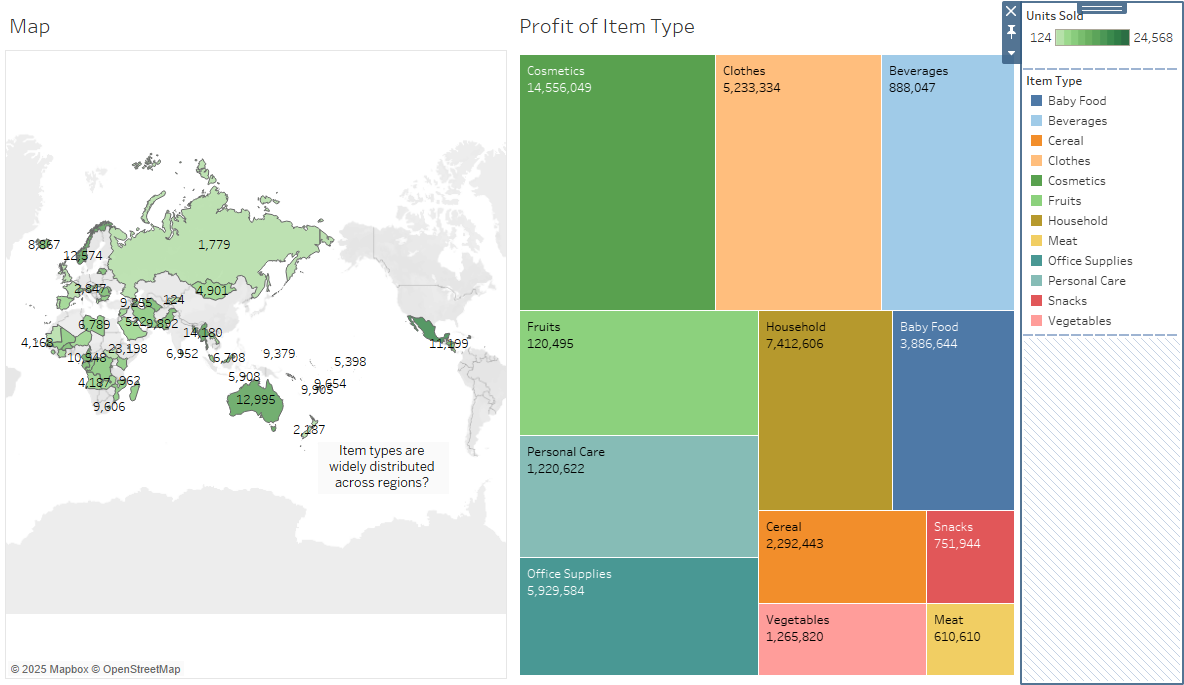 Map
Profit of Item Type
Units Sold
124
24,568
Item Type
Baby Food
Beverages
Cereal
Clothes
Cosmetics
Fruits
Household
Meat
Office Supplies
Personal Care
Snacks
Vegetables
8,867
12,574
1,779
2,847
9,255
124
4,901
6,789
522
9,892
14,180
4,168
10,948
23,198
6,952
6,708
9,379
5,398
4,187
962
5,908
9,654
9,905
9,606
12,995
2,187
11,199
Item types are
widely distributed
across regions?
© 2025 Mapbox © OpenStreetMap
Cosmetics
14,556,049
Clothes
5,233,334
Beverages
888,047
Fruits
120,495
Household
7,412,606
Baby Food
3,886,644
Personal Care
1,220,622
Office Supplies
5,929,584
Cereal
2,292,443
Snacks
751,944
Vegetables
1,265,820
Meat
610,610